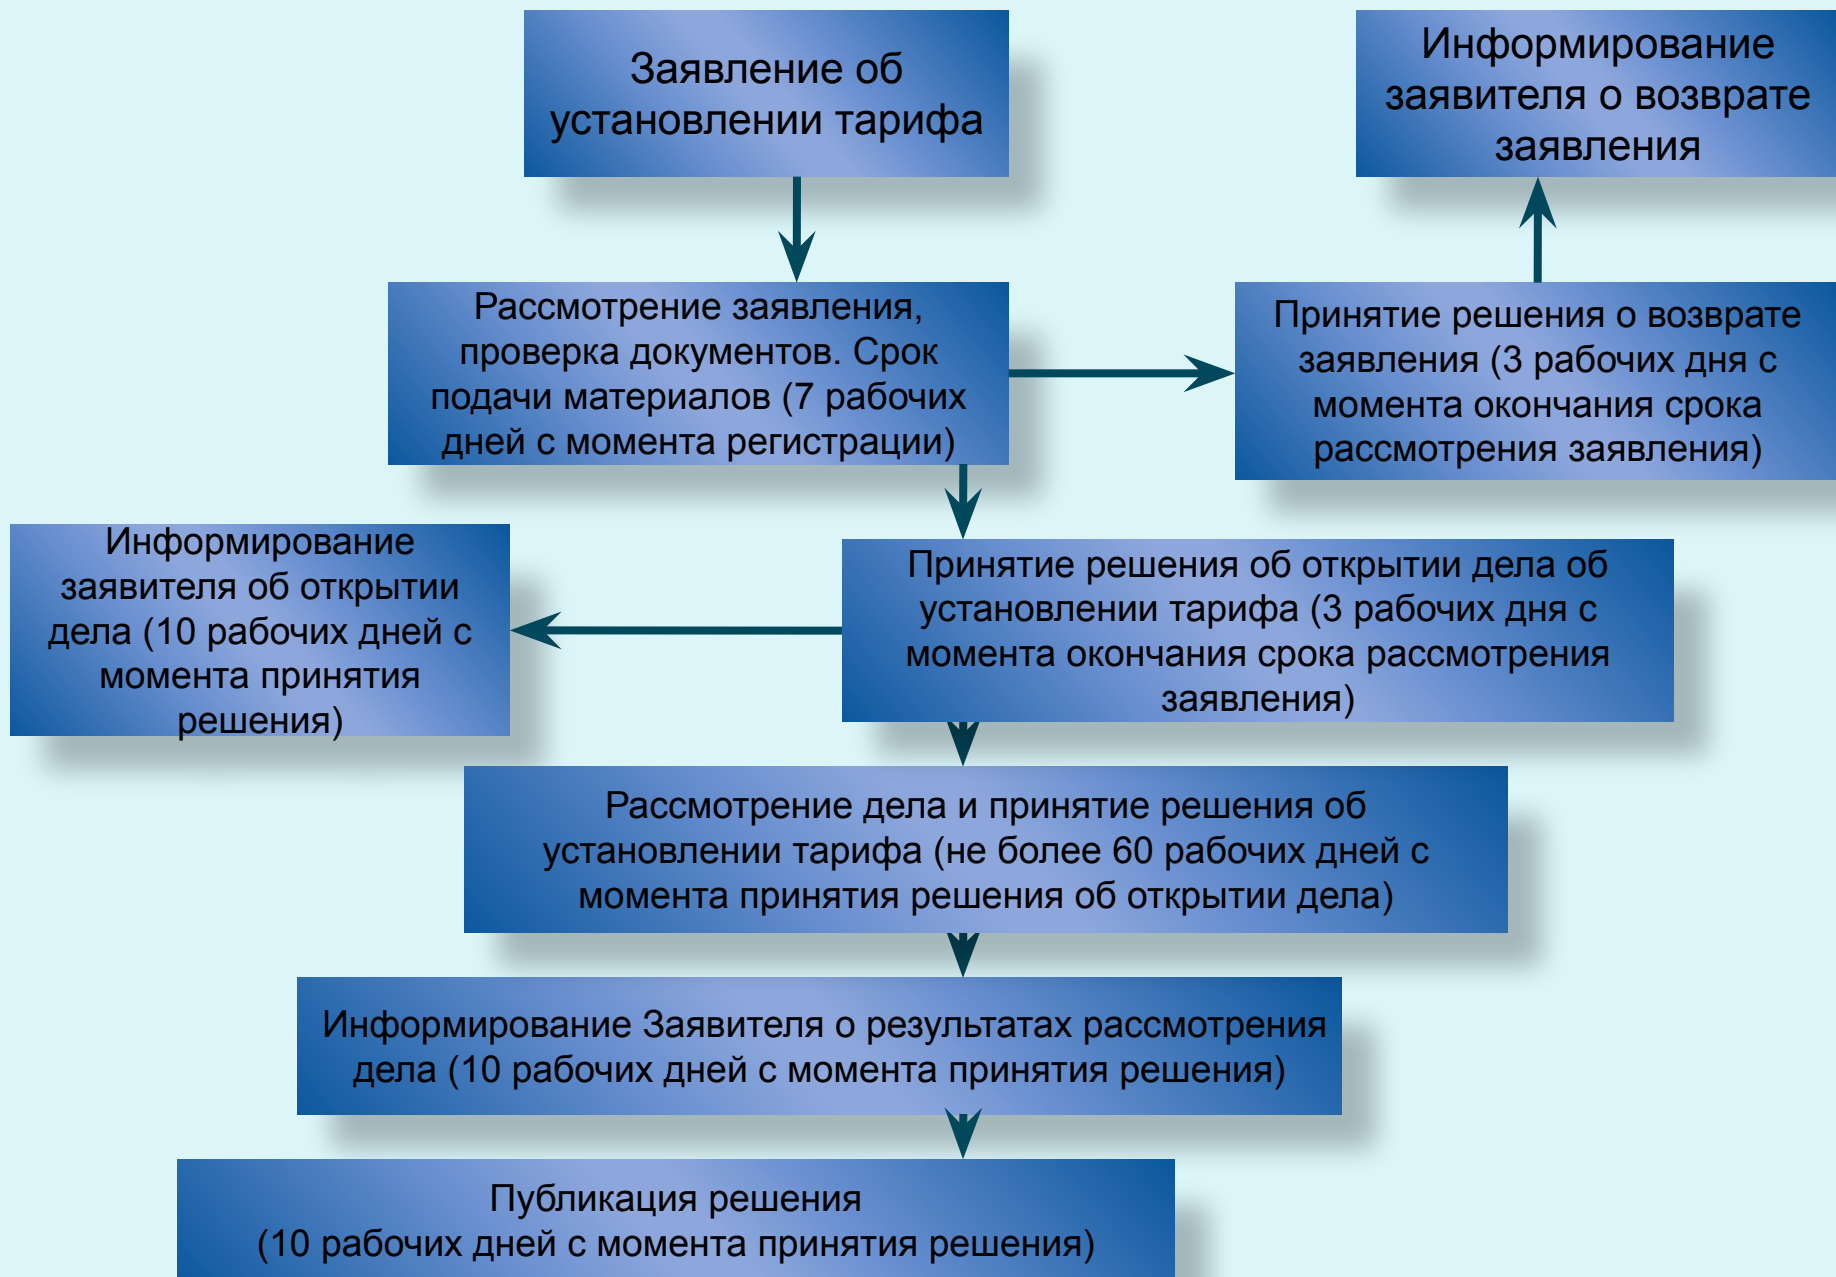 Заявление об
установлении тарифа
Информирование
заявителя о возврате
заявления
Рассмотрение заявления,
проверка документов. Срок
подачи материалов (7 рабочих
дней с момента регистрации)
Принятие решения о возврате
заявления (3 рабочих дня с
момента окончания срока
рассмотрения заявления)
Информирование
заявителя об открытии
дела (10 рабочих дней с
момента принятия
решения)
Принятие решения об открытии дела об
установлении тарифа (3 рабочих дня с
момента окончания срока рассмотрения
заявления)
Рассмотрение дела и принятие решения об
установлении тарифа (не более 60 рабочих дней с
момента принятия решения об открытии дела)
Информирование Заявителя о результатах рассмотрения
дела (10 рабочих дней с момента принятия решения)
Публикация решения
(10 рабочих дней с момента принятия решения)